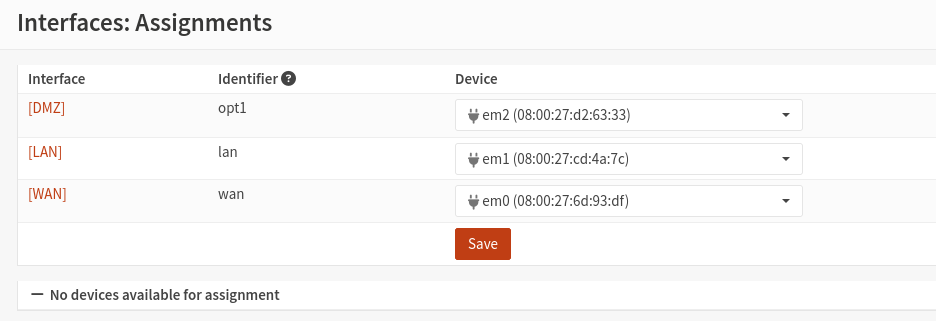 Interfaces: Assignments
Interface Identifier ? Device
[DMZ] opt1 em2 (08:00:27:d2:63:33)
[LAN] lan em1 (08:00:27:cd:4a:7c)
[WAN] wan em0 (08:00:27:6d:93:df)
Save
No devices available for assignment